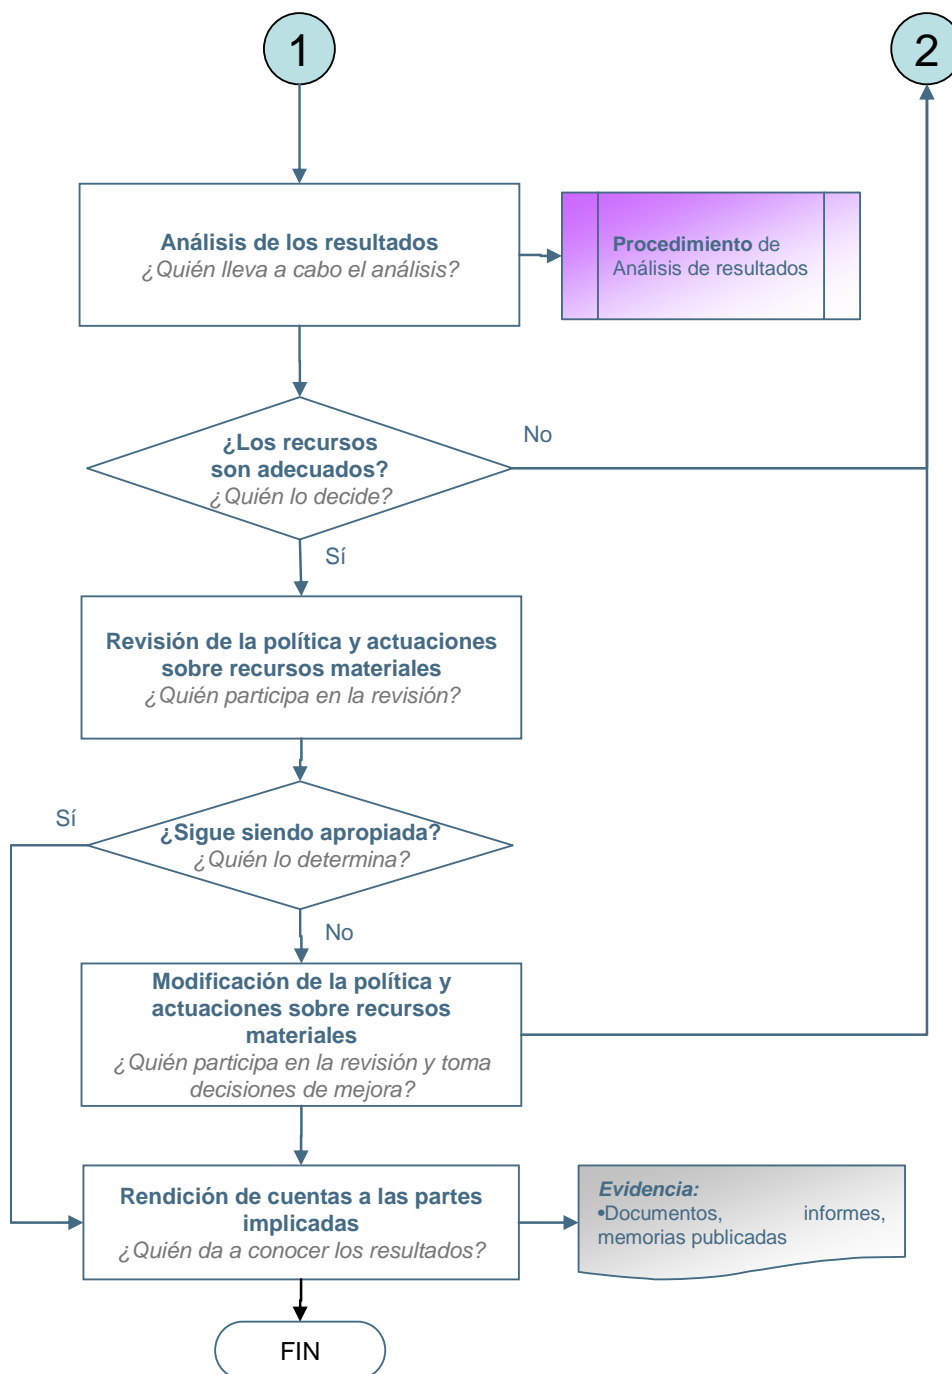 1
2
Análisis de los resultados
¿Quién lleva a cabo el análisis?
Procedimiento de
Análisis de resultados
¿Los recursos
son adecuados?
¿Quién lo decide?
No
Sí
Revisión de la política y actuaciones
sobre recursos materiales
¿Quién participa en la revisión?
Sí
¿Sigue siendo apropiada?
¿Quién lo determina?
No
Modificación de la política y
actuaciones sobre recursos
materiales
¿Quién participa en la revisión y toma
decisiones de mejora?
Rendición de cuentas a las partes
implicadas
¿Quién da a conocer los resultados?
Evidencia:
•Documentos, informes,
memorias publicadas
FIN